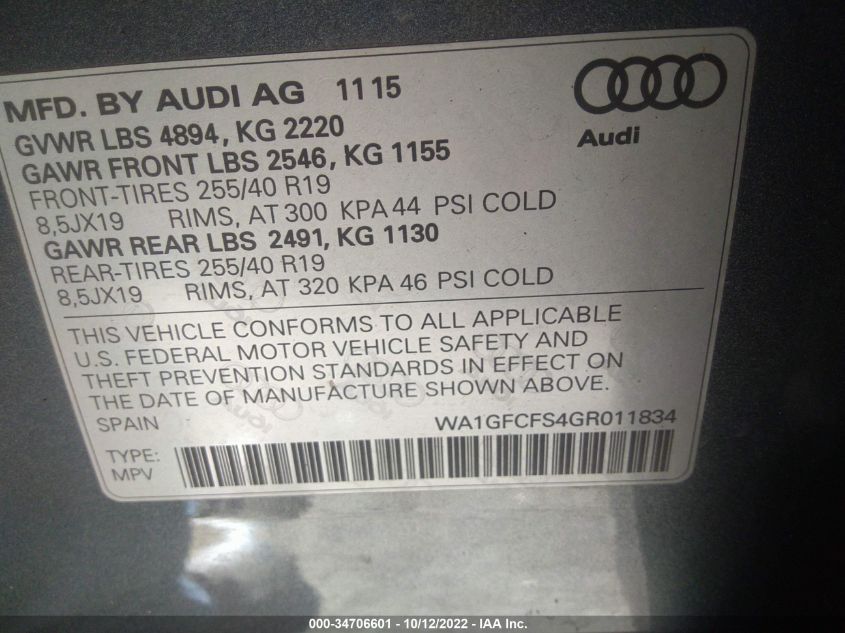 MFD. BY AUDI AG 11 15
GVWR LBS 4894, KG 2220
GAWR FRONT LBS 2546, KG 1155
FRONT-TIRES 255/40 R19
8,5JX19 RIMS, AT 300 KPA 44 PSI COLD
GAWR REAR LBS 2491, KG 1130
REAR-TIRES 255/40 R19
8,5JX19 RIMS, AT 320 KPA 46 PSI COLD
Audi
THIS VEHICLE CONFORMS TO ALL APPLICABLE
U.S. FEDERAL MOTOR VEHICLE SAFETY AND
THEFT PREVENTION STANDARDS IN EFFECT ON
THE DATE OF MANUFACTURE SHOWN ABOVE.
SPAIN WA1GFCFS4GR011834
TYPE:
MPV
000-34706601 - 10/12/2022 - IAA Inc.